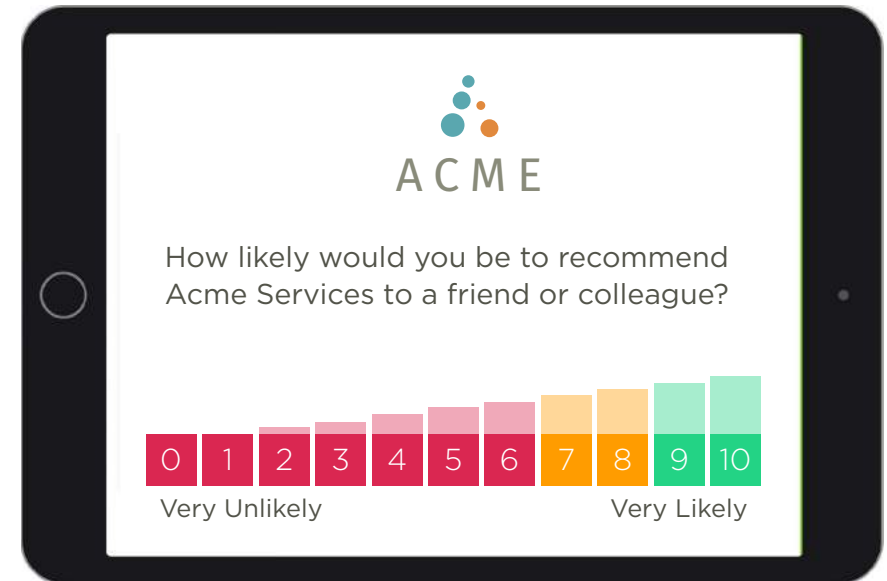 ACME
How likely would you be to recommend
Acme Services to a friend or colleague?
0 1 2 3 4 5 6 7 8 9 10
Very Unlikely Very Likely